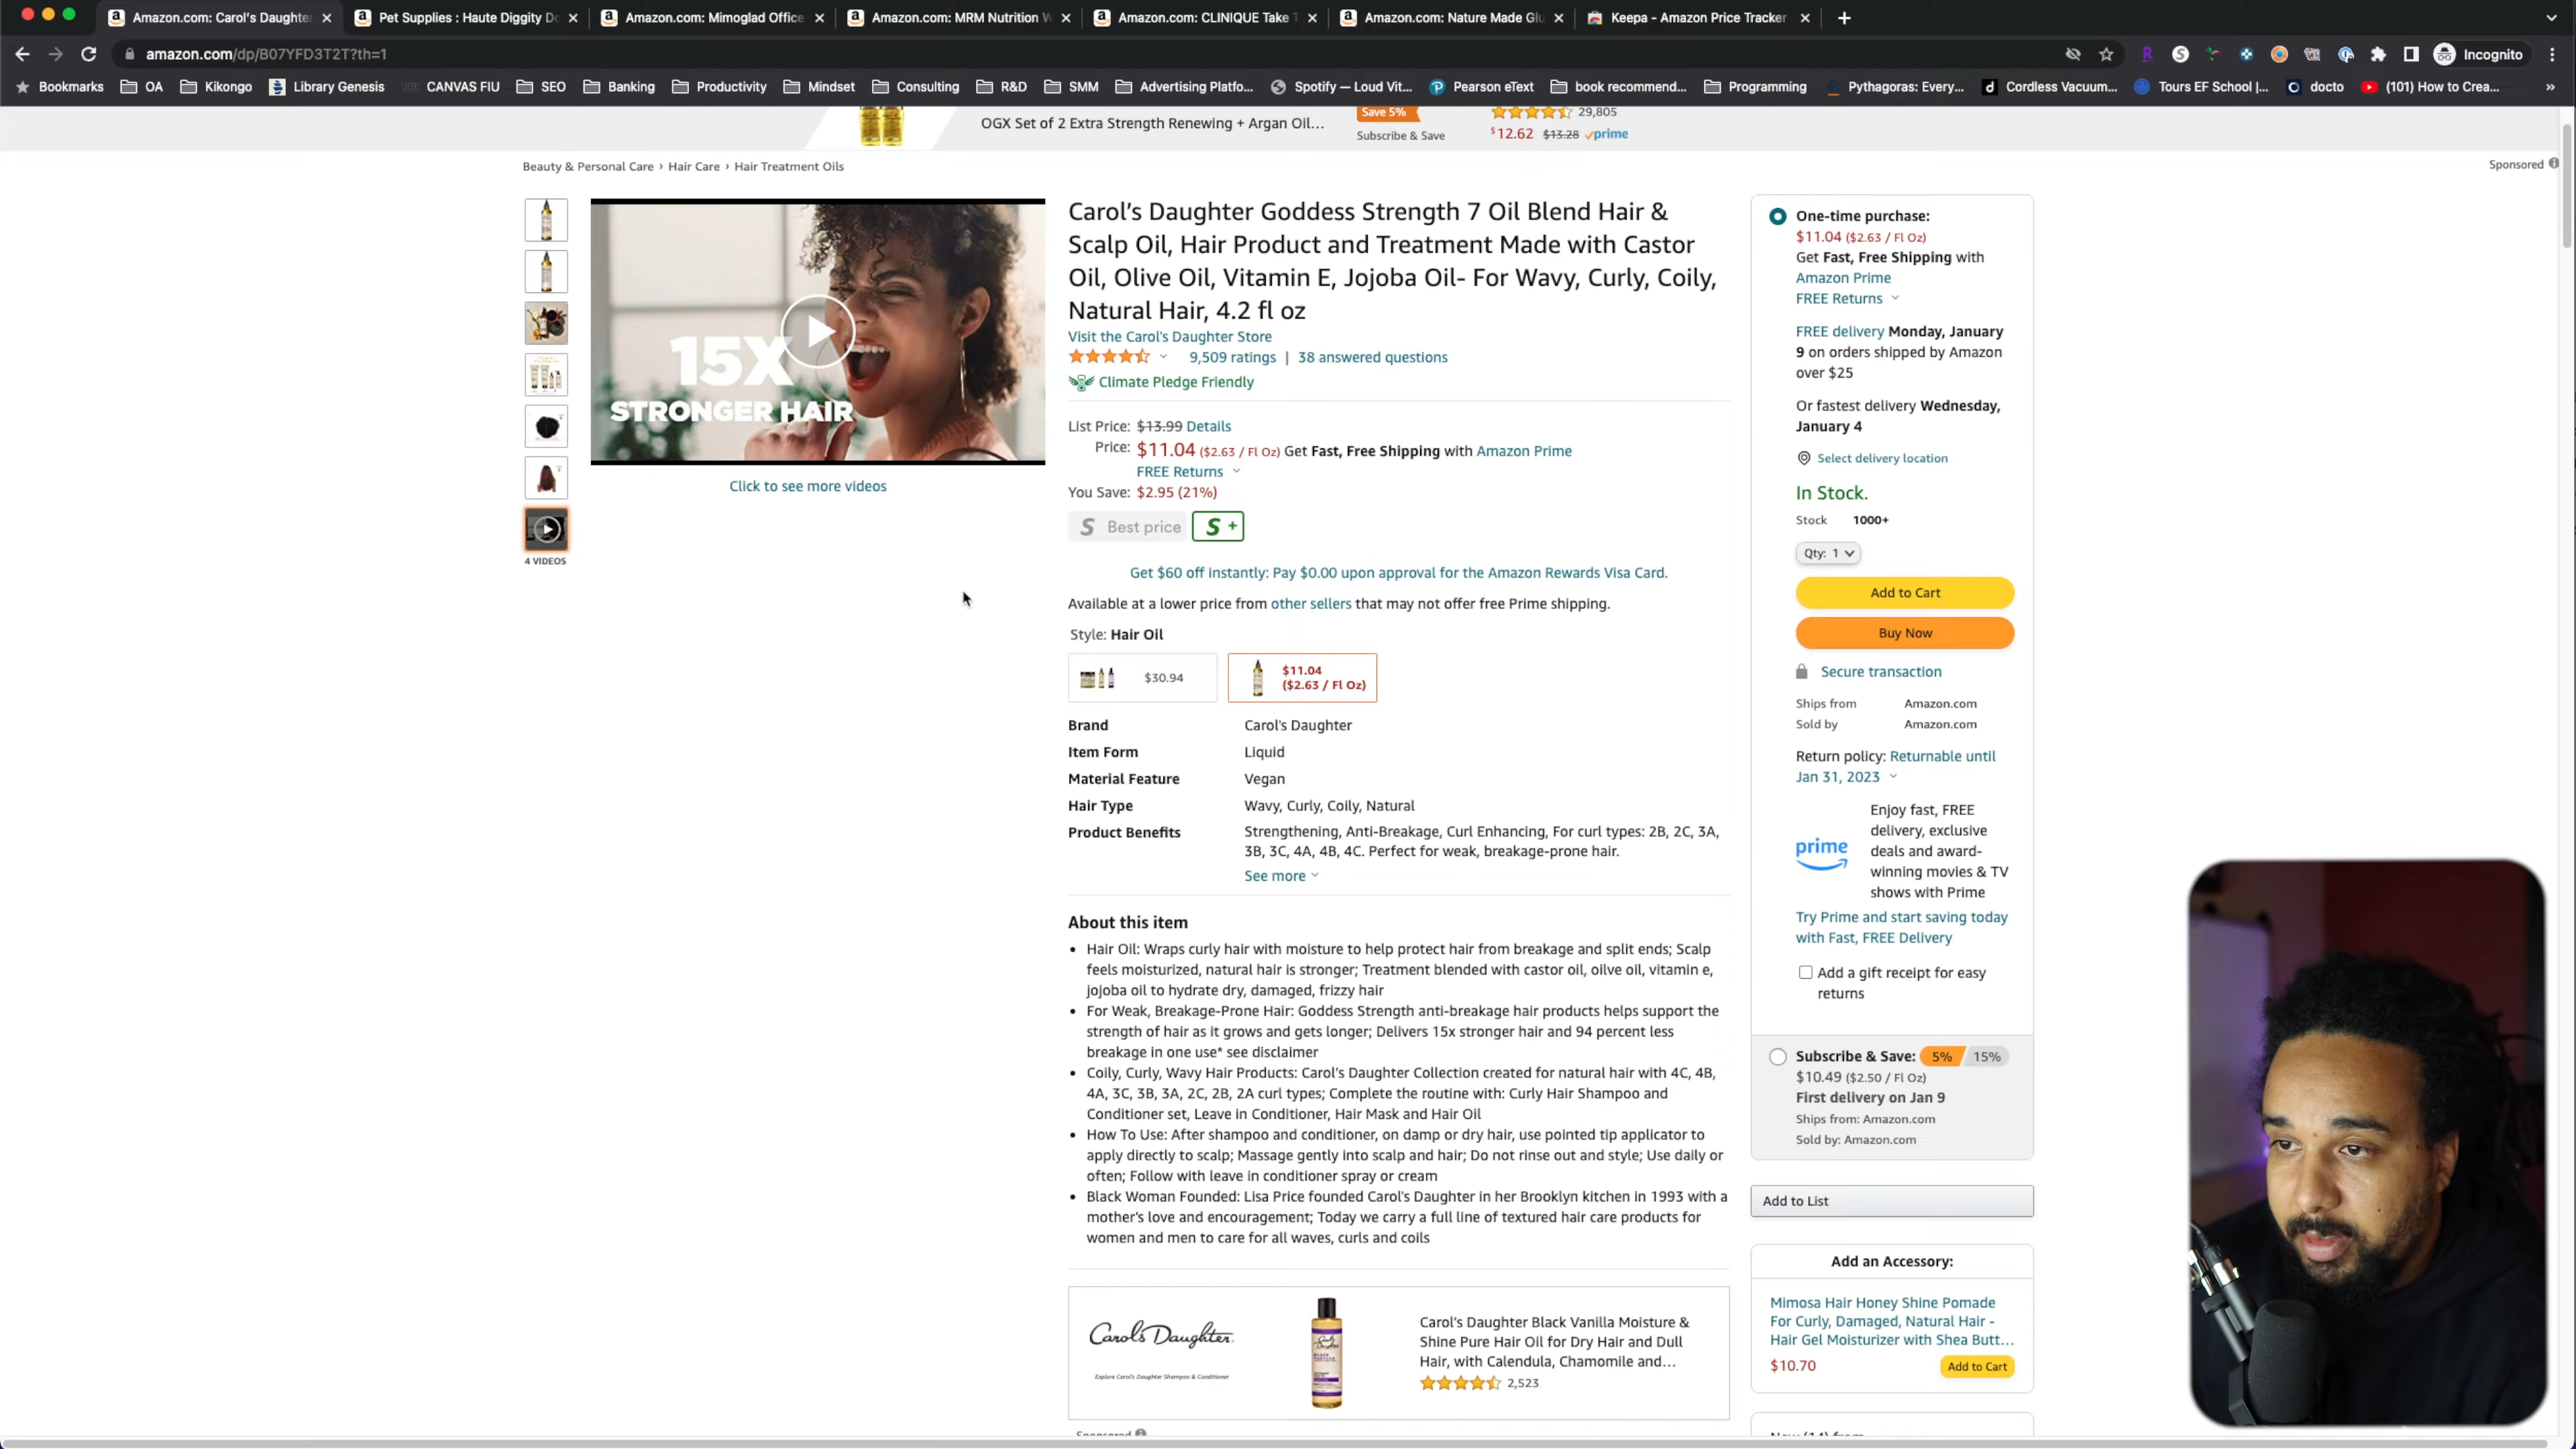 Amazon.com: Carol's Daughter
Pet Supplies : Haute Diggity Do
Amazon.com: Mimoglad Office
Amazon.com: MRM Nutrition W
Amazon.com: CLINIQUE Take T
Amazon.com: Nature Made Glu
Keepa - Amazon Price Tracker
amazon.com/dp/B07YFD3T2T?th=1
Incognito
Bookmarks
OA
Kikongo
Library Genesis
CANVAS FIU
SEO
Banking
Productivity
Mindset
Consulting
R&D
SMM
Advertising Platfo...
Spotify — Loud Vit...
Pearson eText
book recommend...
Programming
Pythagoras: Every...
Cordless Vacuum...
Tours EF School |...
docto
(101) How to Crea...
OGX Set of 2 Extra Strength Renewing + Argan Oil...
Save 5%
Subscribe & Save
29,805
$12.62 $13.28 prime
Beauty & Personal Care › Hair Care › Hair Treatment Oils
Sponsored
15X
STRONGER HAIR
Click to see more videos
4 VIDEOS
Carol's Daughter Goddess Strength 7 Oil Blend Hair &
Scalp Oil, Hair Product and Treatment Made with Castor
Oil, Olive Oil, Vitamin E, Jojoba Oil- For Wavy, Curly, Coily,
Natural Hair, 4.2 fl oz
Visit the Carol's Daughter Store
9,509 ratings | 38 answered questions
Climate Pledge Friendly
List Price: $13.99 Details
Price: $11.04 ($2.63 / Fl Oz) Get Fast, Free Shipping with Amazon Prime
FREE Returns
You Save: $2.95 (21%)
S Best price S +
Get $60 off instantly: Pay $0.00 upon approval for the Amazon Rewards Visa Card.
Available at a lower price from other sellers that may not offer free Prime shipping.
Style: Hair Oil
$30.94
$11.04
($2.63 / Fl Oz)
Brand Carol's Daughter
Item Form Liquid
Material Feature Vegan
Hair Type Wavy, Curly, Coily, Natural
Product Benefits Strengthening, Anti-Breakage, Curl Enhancing, For curl types: 2B, 2C, 3A,
3B, 3C, 4A, 4B, 4C. Perfect for weak, breakage-prone hair.
See more
About this item
• Hair Oil: Wraps curly hair with moisture to help protect hair from breakage and split ends; Scalp
feels moisturized, natural hair is stronger; Treatment blended with castor oil, oilve oil, vitamin e,
jojoba oil to hydrate dry, damaged, frizzy hair
• For Weak, Breakage-Prone Hair: Goddess Strength anti-breakage hair products helps support the
strength of hair as it grows and gets longer; Delivers 15x stronger hair and 94 percent less
breakage in one use* see disclaimer
• Coily, Curly, Wavy Hair Products: Carol's Daughter Collection created for natural hair with 4C, 4B,
4A, 3C, 3B, 3A, 2C, 2B, 2A curl types; Complete the routine with: Curly Hair Shampoo and
Conditioner set, Leave in Conditioner, Hair Mask and Hair Oil
• How To Use: After shampoo and conditioner, on damp or dry hair, use pointed tip applicator to
apply directly to scalp; Massage gently into scalp and hair; Do not rinse out and style; Use daily or
often; Follow with leave in conditioner spray or cream
• Black Woman Founded: Lisa Price founded Carol's Daughter in her Brooklyn kitchen in 1993 with a
mother's love and encouragement; Today we carry a full line of textured hair care products for
women and men to care for all waves, curls and coils
Carol's Daughter.
Explore Carol's Daughter Shampoo & Conditioner
Carol's Daughter Black Vanilla Moisture &
Shine Pure Hair Oil for Dry Hair and Dull
Hair, with Calendula, Chamomile and...
2,523
Sponsored
One-time purchase:
$11.04 ($2.63 / Fl Oz)
Get Fast, Free Shipping with
Amazon Prime
FREE Returns
FREE delivery Monday, January
9 on orders shipped by Amazon
over $25
Or fastest delivery Wednesday,
January 4
Select delivery location
In Stock.
Stock 1000+
Qty: 1
Add to Cart
Buy Now
Secure transaction
Ships from Amazon.com
Sold by Amazon.com
Return policy: Returnable until
Jan 31, 2023
prime
Enjoy fast, FREE
delivery, exclusive
deals and award-
winning movies & TV
shows with Prime
Try Prime and start saving today
with Fast, FREE Delivery
Add a gift receipt for easy
returns
Subscribe & Save: 5% 15%
$10.49 ($2.50 / Fl Oz)
First delivery on Jan 9
Ships from: Amazon.com
Sold by: Amazon.com
Add to List
Add an Accessory:
Mimosa Hair Honey Shine Pomade
For Curly, Damaged, Natural Hair -
Hair Gel Moisturizer with Shea Butt...
$10.70 Add to Cart
New (14) from